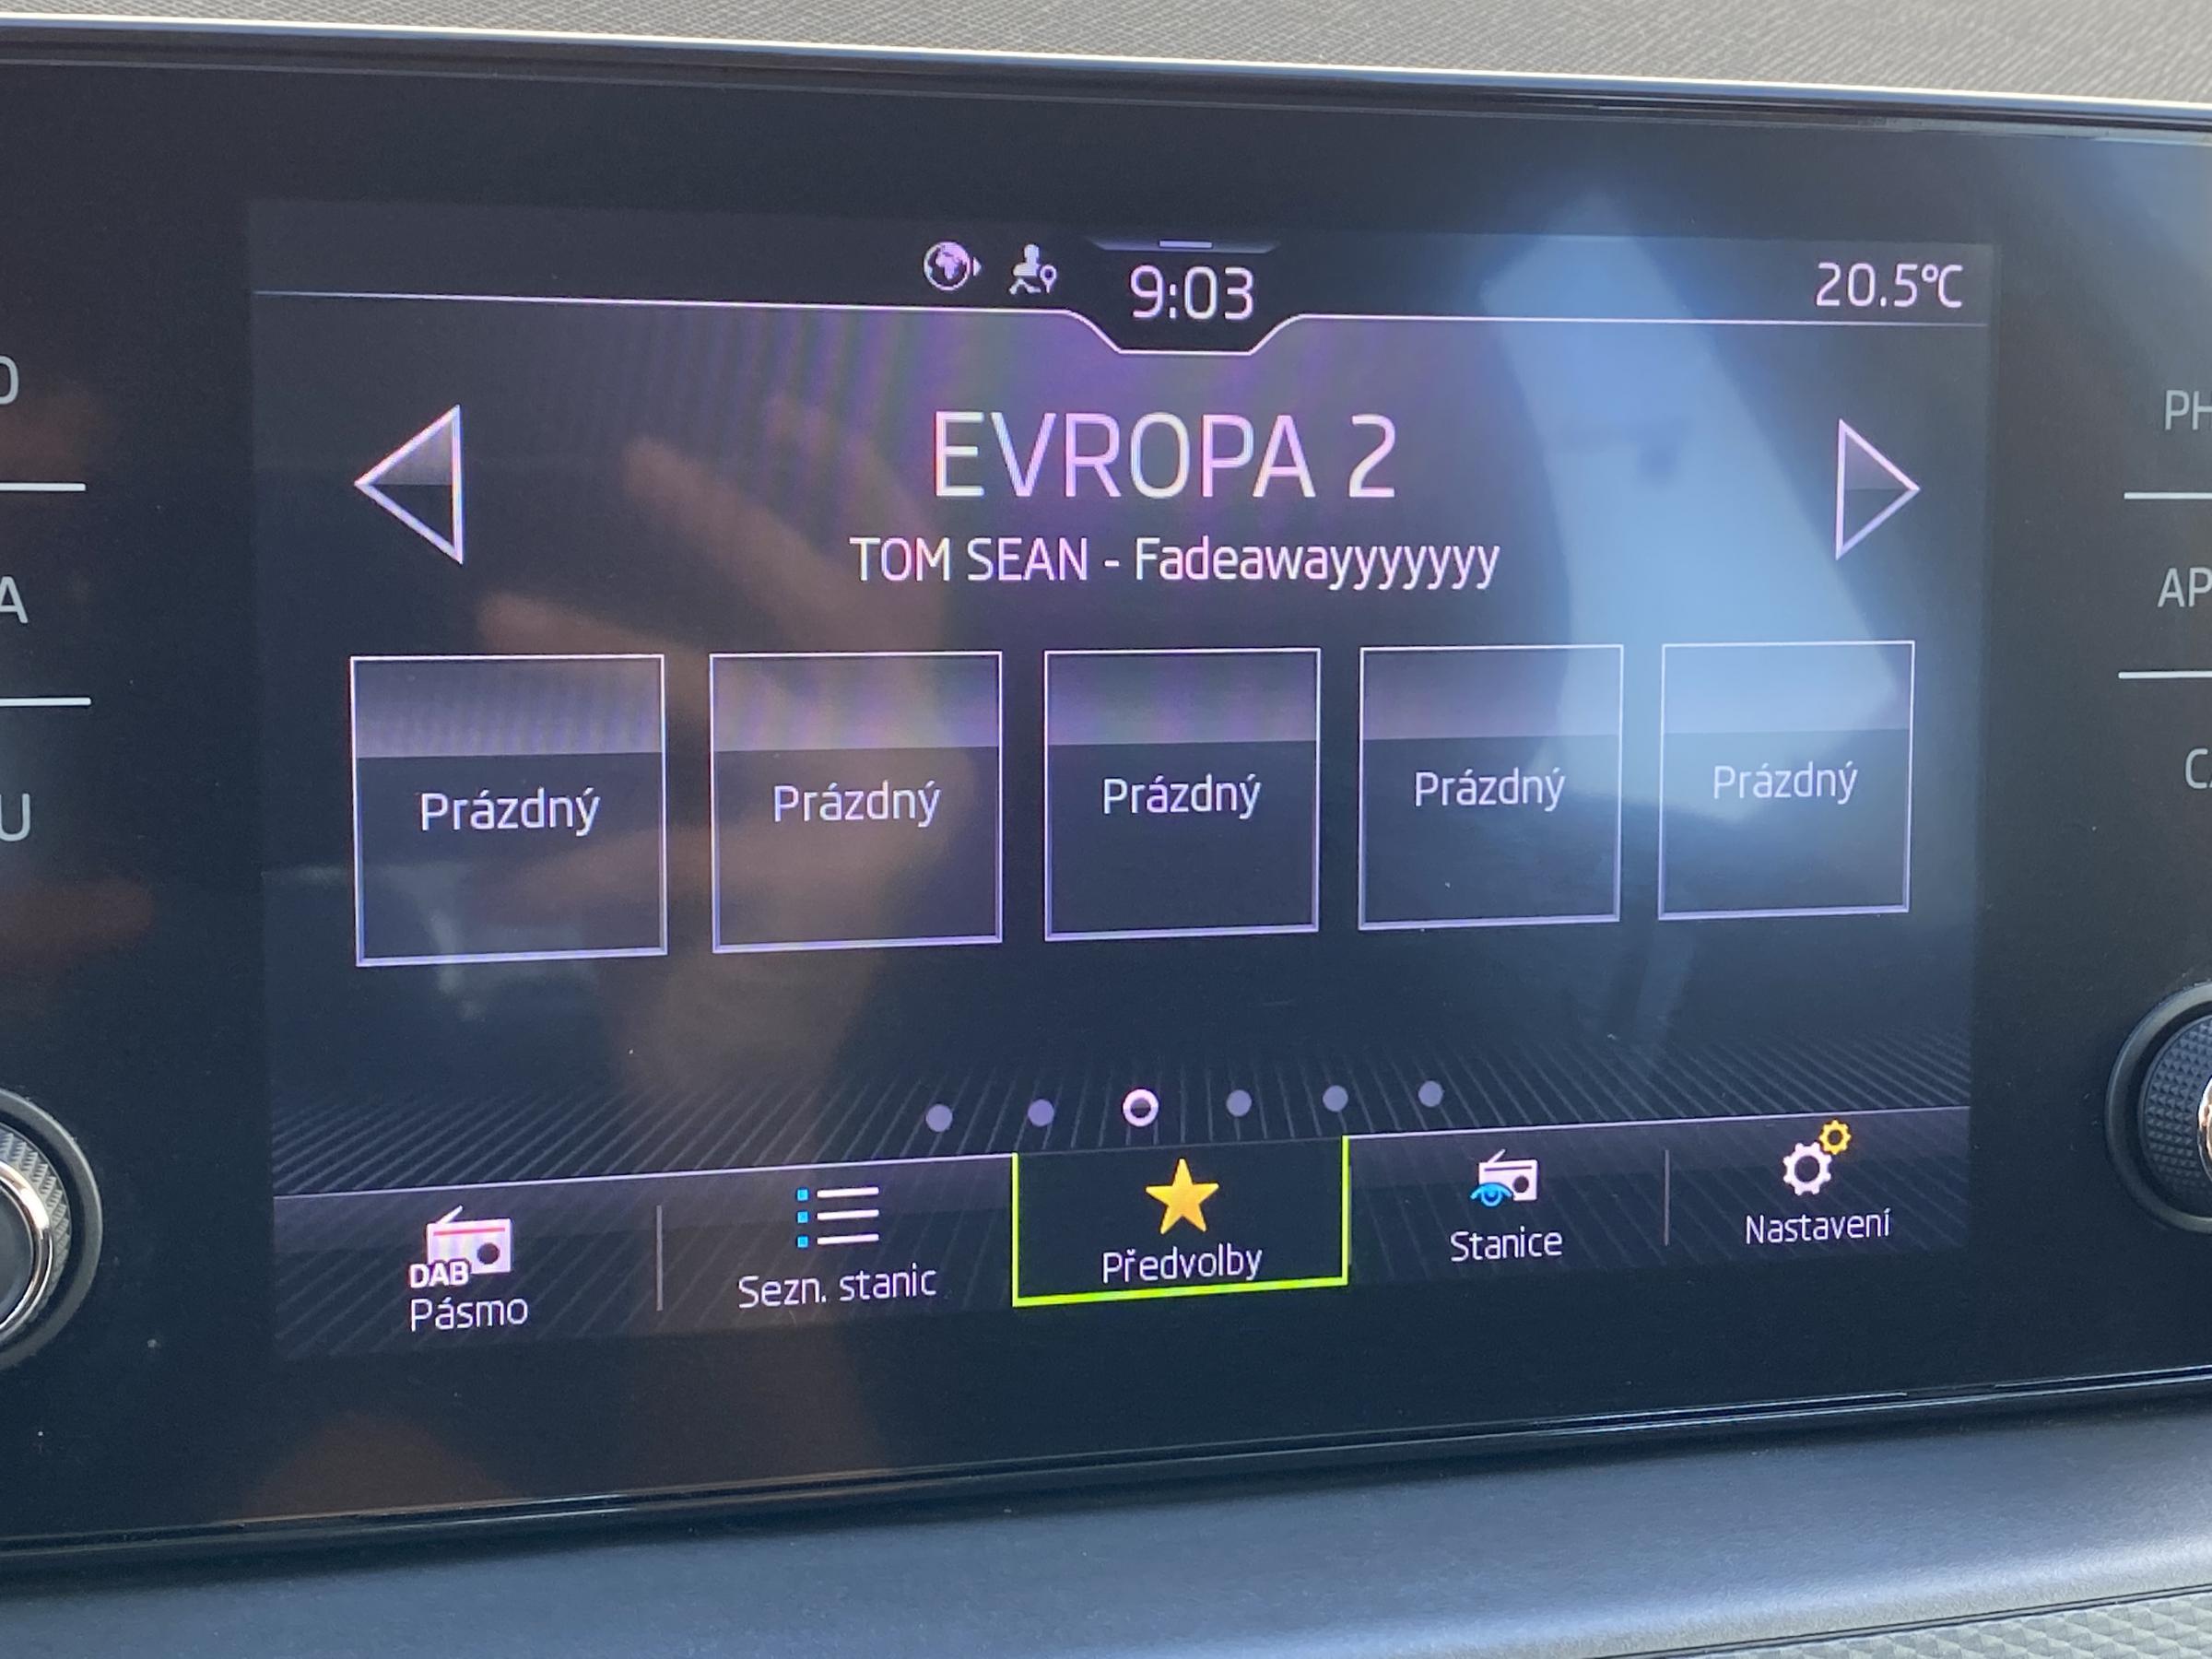 9:03
20.5°C
EVROPA 2
TOM SEAN - Fadeawayyyyyyy
Prázdný
Prázdný
Prázdný
Prázdný
Prázdný
DAB
Pásmo
Sezn. stanic
Předvolby
Stanice
Nastavení